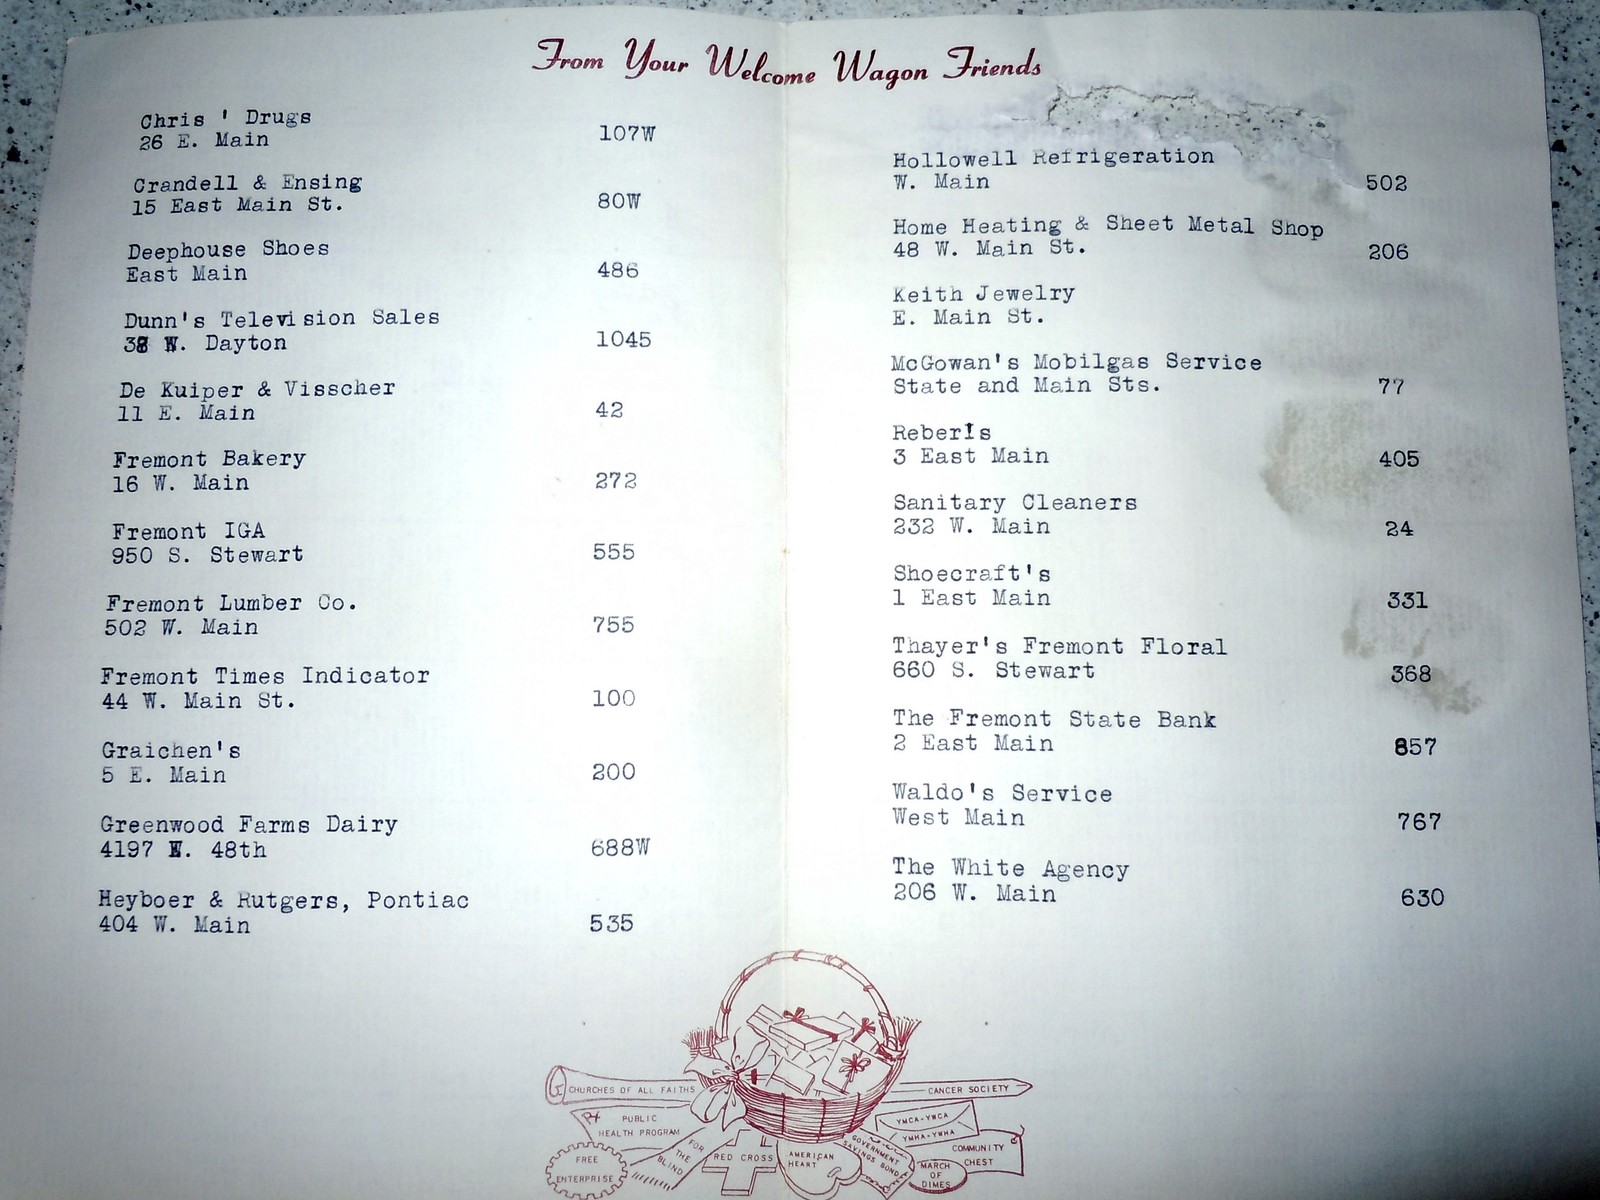 From Your Welcome Wagon Friends
Chris ' Drugs
26 E. Main 107W
Crandell & Ensing
15 East Main St. 80W
Deephouse Shoes
East Main 486
Dunn's Television Sales
38 W. Dayton 1045
De Kuiper & Visscher
11 E. Main 42
Fremont Bakery
16 W. Main 272
Fremont IGA
950 S. Stewart 555
Fremont Lumber Co.
502 W. Main 755
Fremont Times Indicator
44 W. Main St. 100
Graichen's
5 E. Main 200
Greenwood Farms Dairy
4197 48th 688W
Heyboer & Rutgers, Pontiac
404 W. Main 535
Hollowell Refrigeration
W. Main 502
Home Heating & Sheet Metal Shop
48 W. Main St. 206
Keith Jewelry
E. Main St.
McGowan's Mobilgas Service
State and Main Sts. 77
Reber's
3 East Main 405
Sanitary Cleaners
232 W. Main 24
Shoecraft's
1 East Main 331
Thayer's Fremont Floral
660 S. Stewart 368
The Fremont State Bank
2 East Main 857
Waldo's Service
West Main 767
The White Agency
206 W. Main 630
CHURCHES OF ALL FAITHS
PUBLIC
HEALTH PROGRAM
FREE
ENTERPRISE
FOR
THE
BLIND
RED CROSS
AMERICAN
HEART
GOVERNMENT
SAVINGS BOND
MARCH
OF
DIMES
COMMUNITY
CHEST
YMCA-YWCA
YMHA-YWHA
CANCER SOCIETY